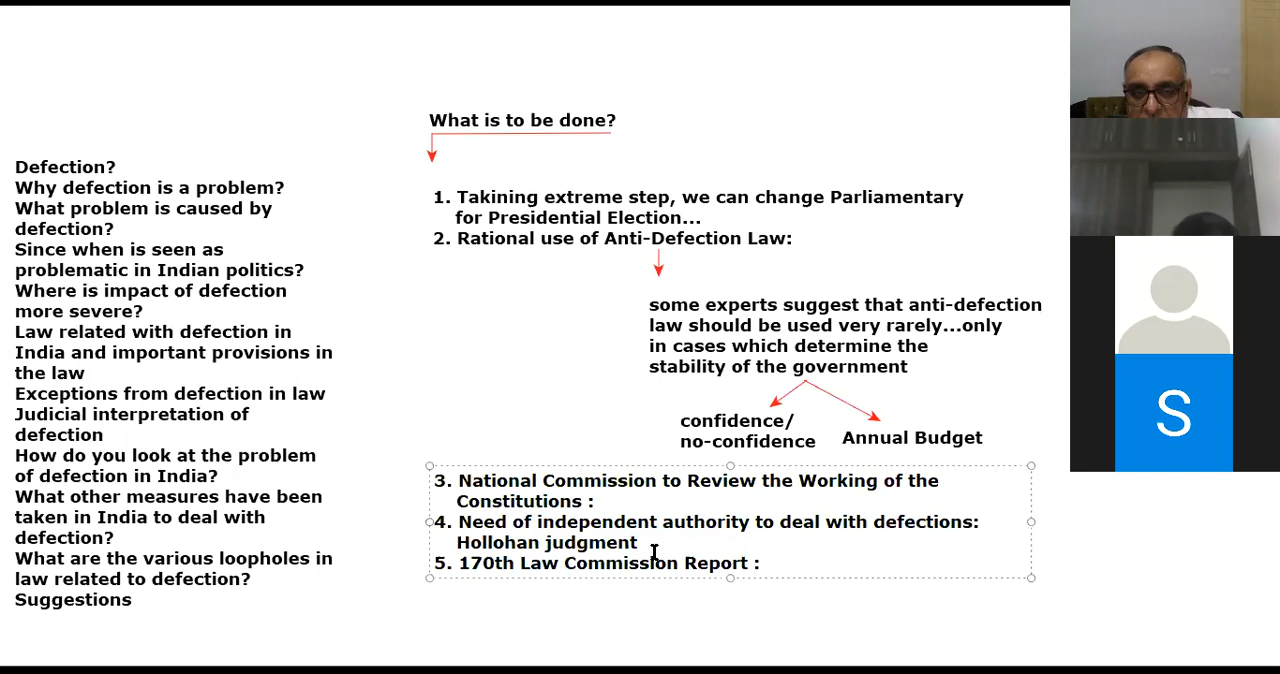 What is to be done?
Defection?
Why defection is a problem?
What problem is caused by
defection?
Since when is seen as
problematic in Indian politics?
Where is impact of defection
more severe?
Law related with defection in
India and important provisions in
the law
Exceptions from defection in law
Judicial interpretation of
defection
How do you look at the problem
of defection in India?
What other measures have been
taken in India to deal with
defection?
What are the various loopholes in
law related to defection?
Suggestions
1. Takining extreme step, we can change Parliamentary
for Presidential Election...
2. Rational use of Anti-Defection Law:
some experts suggest that anti-defection
law should be used very rarely...only
in cases which determine the
stability of the government
confidence/
no-confidence
Annual Budget
3. National Commission to Review the Working of the
Constitutions :
4. Need of independent authority to deal with defections:
Hollohan judgment
5. 170th Law Commission Report :
S